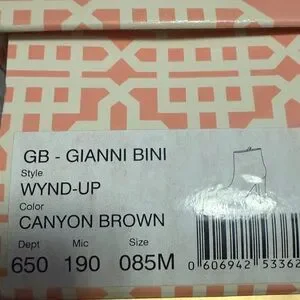 GB - GIANNI BINI
Style
WYND-UP
Color
CANYON BROWN
Dept Mic Size
650 190 085M
0 606942 53362